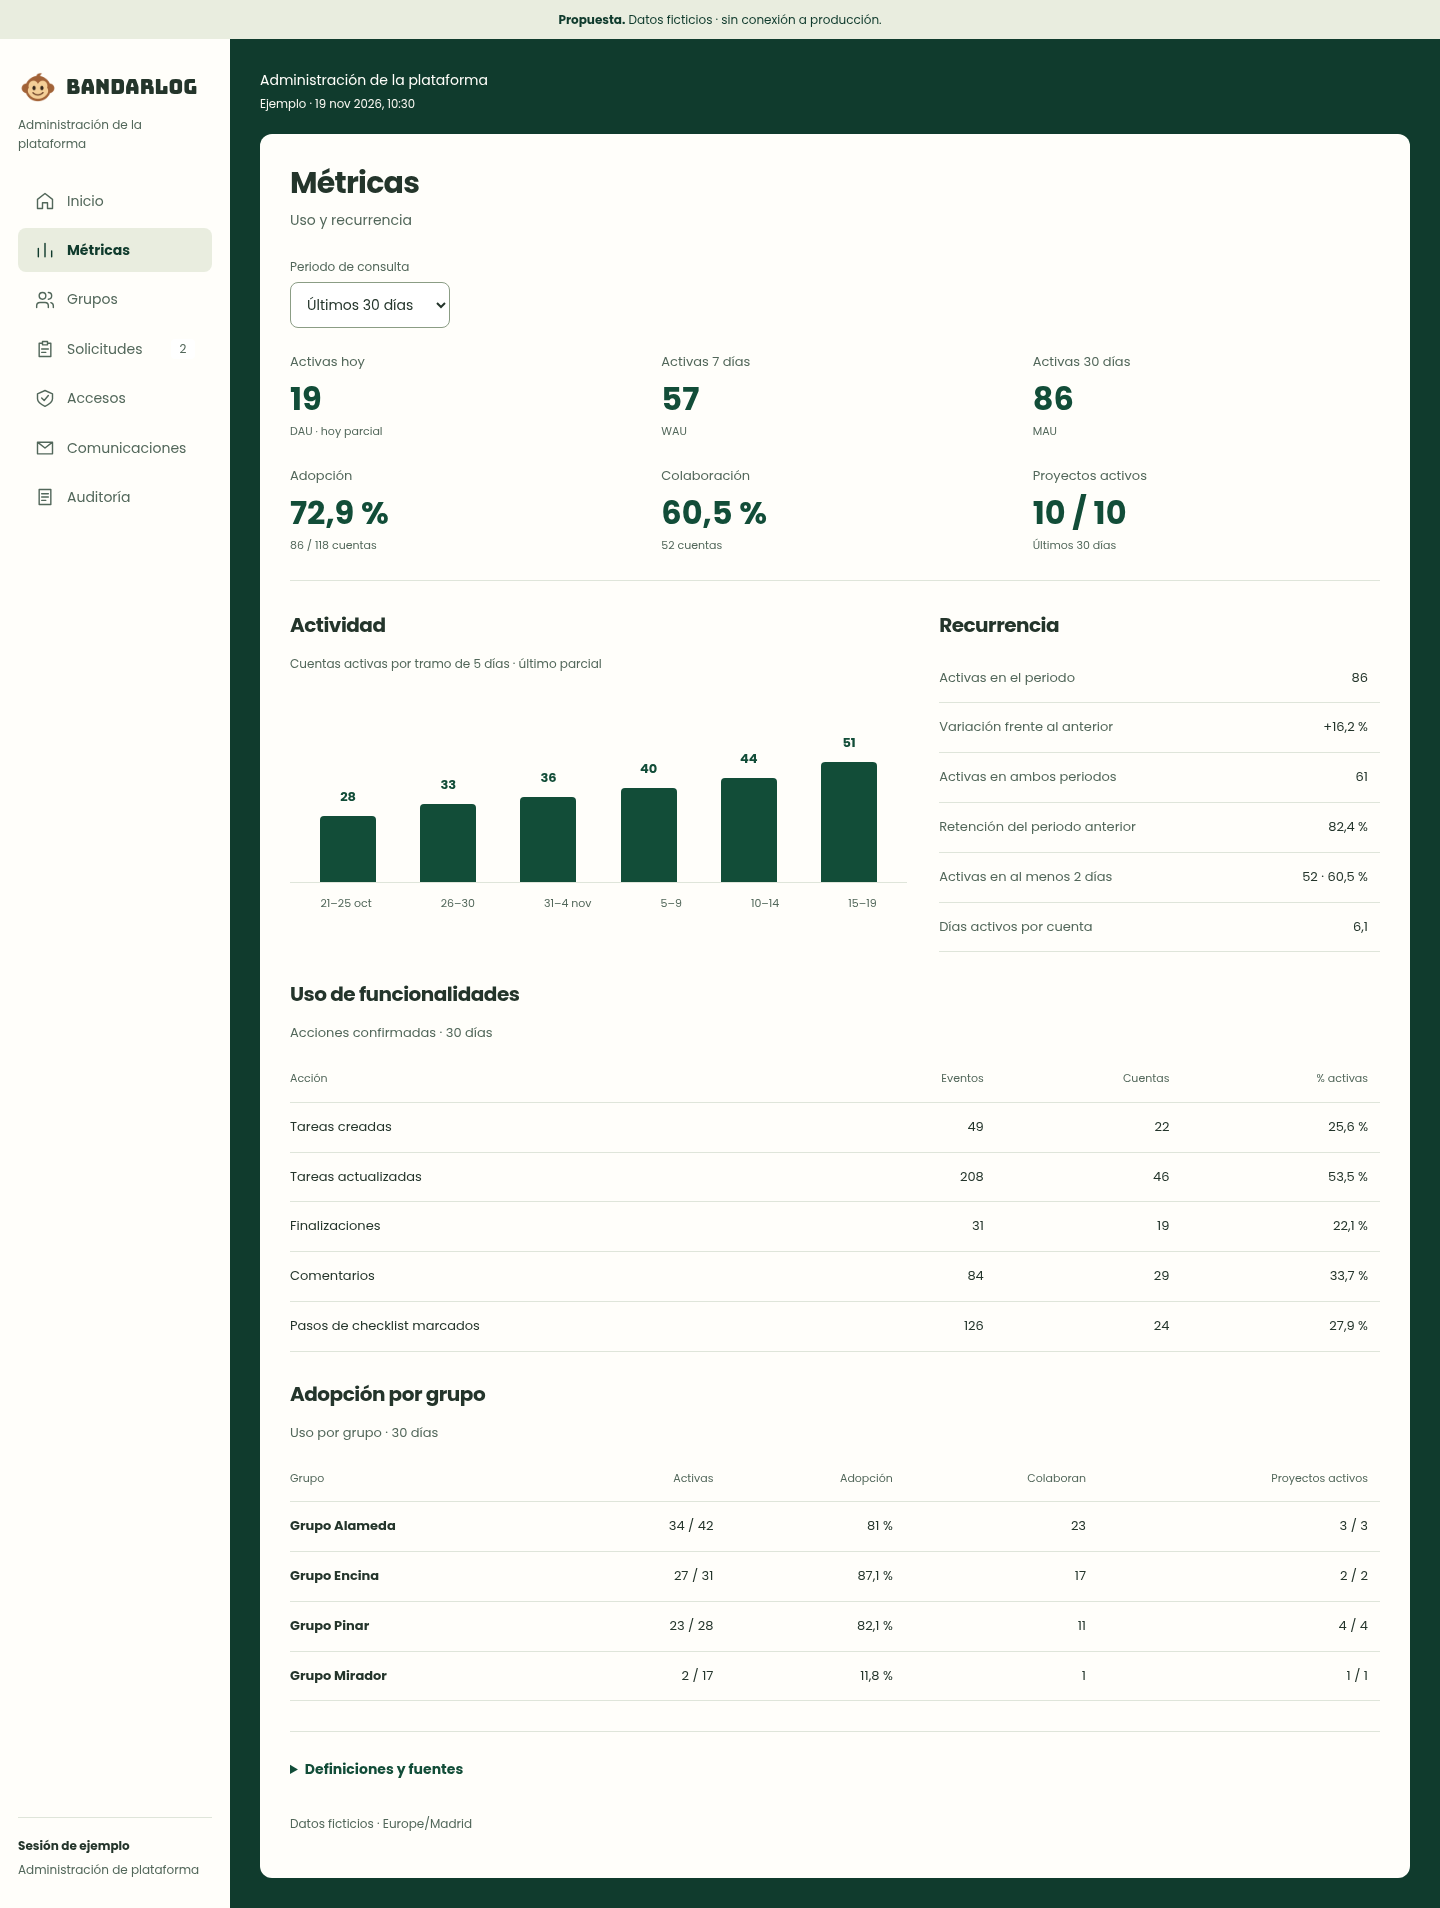 Propuesta. Datos ficticios · sin conexión a producción.
BANDARLOG
Administración de la
plataforma
Inicio
Métricas
Grupos
Solicitudes 2
Accesos
Comunicaciones
Auditoría
Sesión de ejemplo
Administración de plataforma
Administración de la plataforma
Ejemplo · 19 nov 2026, 10:30
Métricas
Uso y recurrencia
Periodo de consulta
Últimos 30 días
Activas hoy
19
DAU · hoy parcial
Activas 7 días
57
WAU
Activas 30 días
86
MAU
Adopción
72,9 %
86 / 118 cuentas
Colaboración
60,5 %
52 cuentas
Proyectos activos
10 / 10
Últimos 30 días
Actividad
Cuentas activas por tramo de 5 días · último parcial
28 33 36 40 44 51
21–25 oct 26–30 31–4 nov 5–9 10–14 15–19
Recurrencia
Activas en el periodo 86
Variación frente al anterior +16,2 %
Activas en ambos periodos 61
Retención del periodo anterior 82,4 %
Activas en al menos 2 días 52 · 60,5 %
Días activos por cuenta 6,1
Uso de funcionalidades
Acciones confirmadas · 30 días
Acción Eventos Cuentas % activas
Tareas creadas 49 22 25,6 %
Tareas actualizadas 208 46 53,5 %
Finalizaciones 31 19 22,1 %
Comentarios 84 29 33,7 %
Pasos de checklist marcados 126 24 27,9 %
Adopción por grupo
Uso por grupo · 30 días
Grupo Activas Adopción Colaboran Proyectos activos
Grupo Alameda 34 / 42 81 % 23 3 / 3
Grupo Encina 27 / 31 87,1 % 17 2 / 2
Grupo Pinar 23 / 28 82,1 % 11 4 / 4
Grupo Mirador 2 / 17 11,8 % 1 1 / 1
Definiciones y fuentes
Datos ficticios · Europe/Madrid